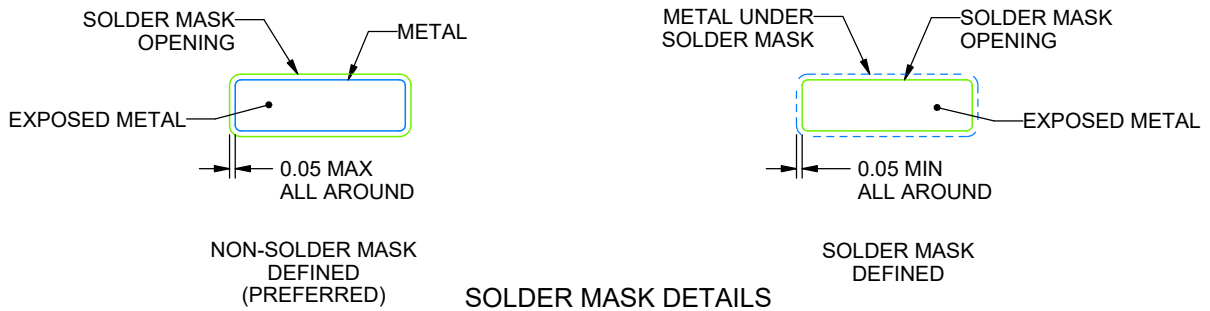 SOLDER MASK
OPENING
METAL
EXPOSED METAL
0.05 MAX
ALL AROUND
NON-SOLDER MASK
DEFINED
(PREFERRED)
METAL UNDER
SOLDER MASK
SOLDER MASK
OPENING
EXPOSED METAL
0.05 MIN
ALL AROUND
SOLDER MASK
DEFINED
SOLDER MASK DETAILS